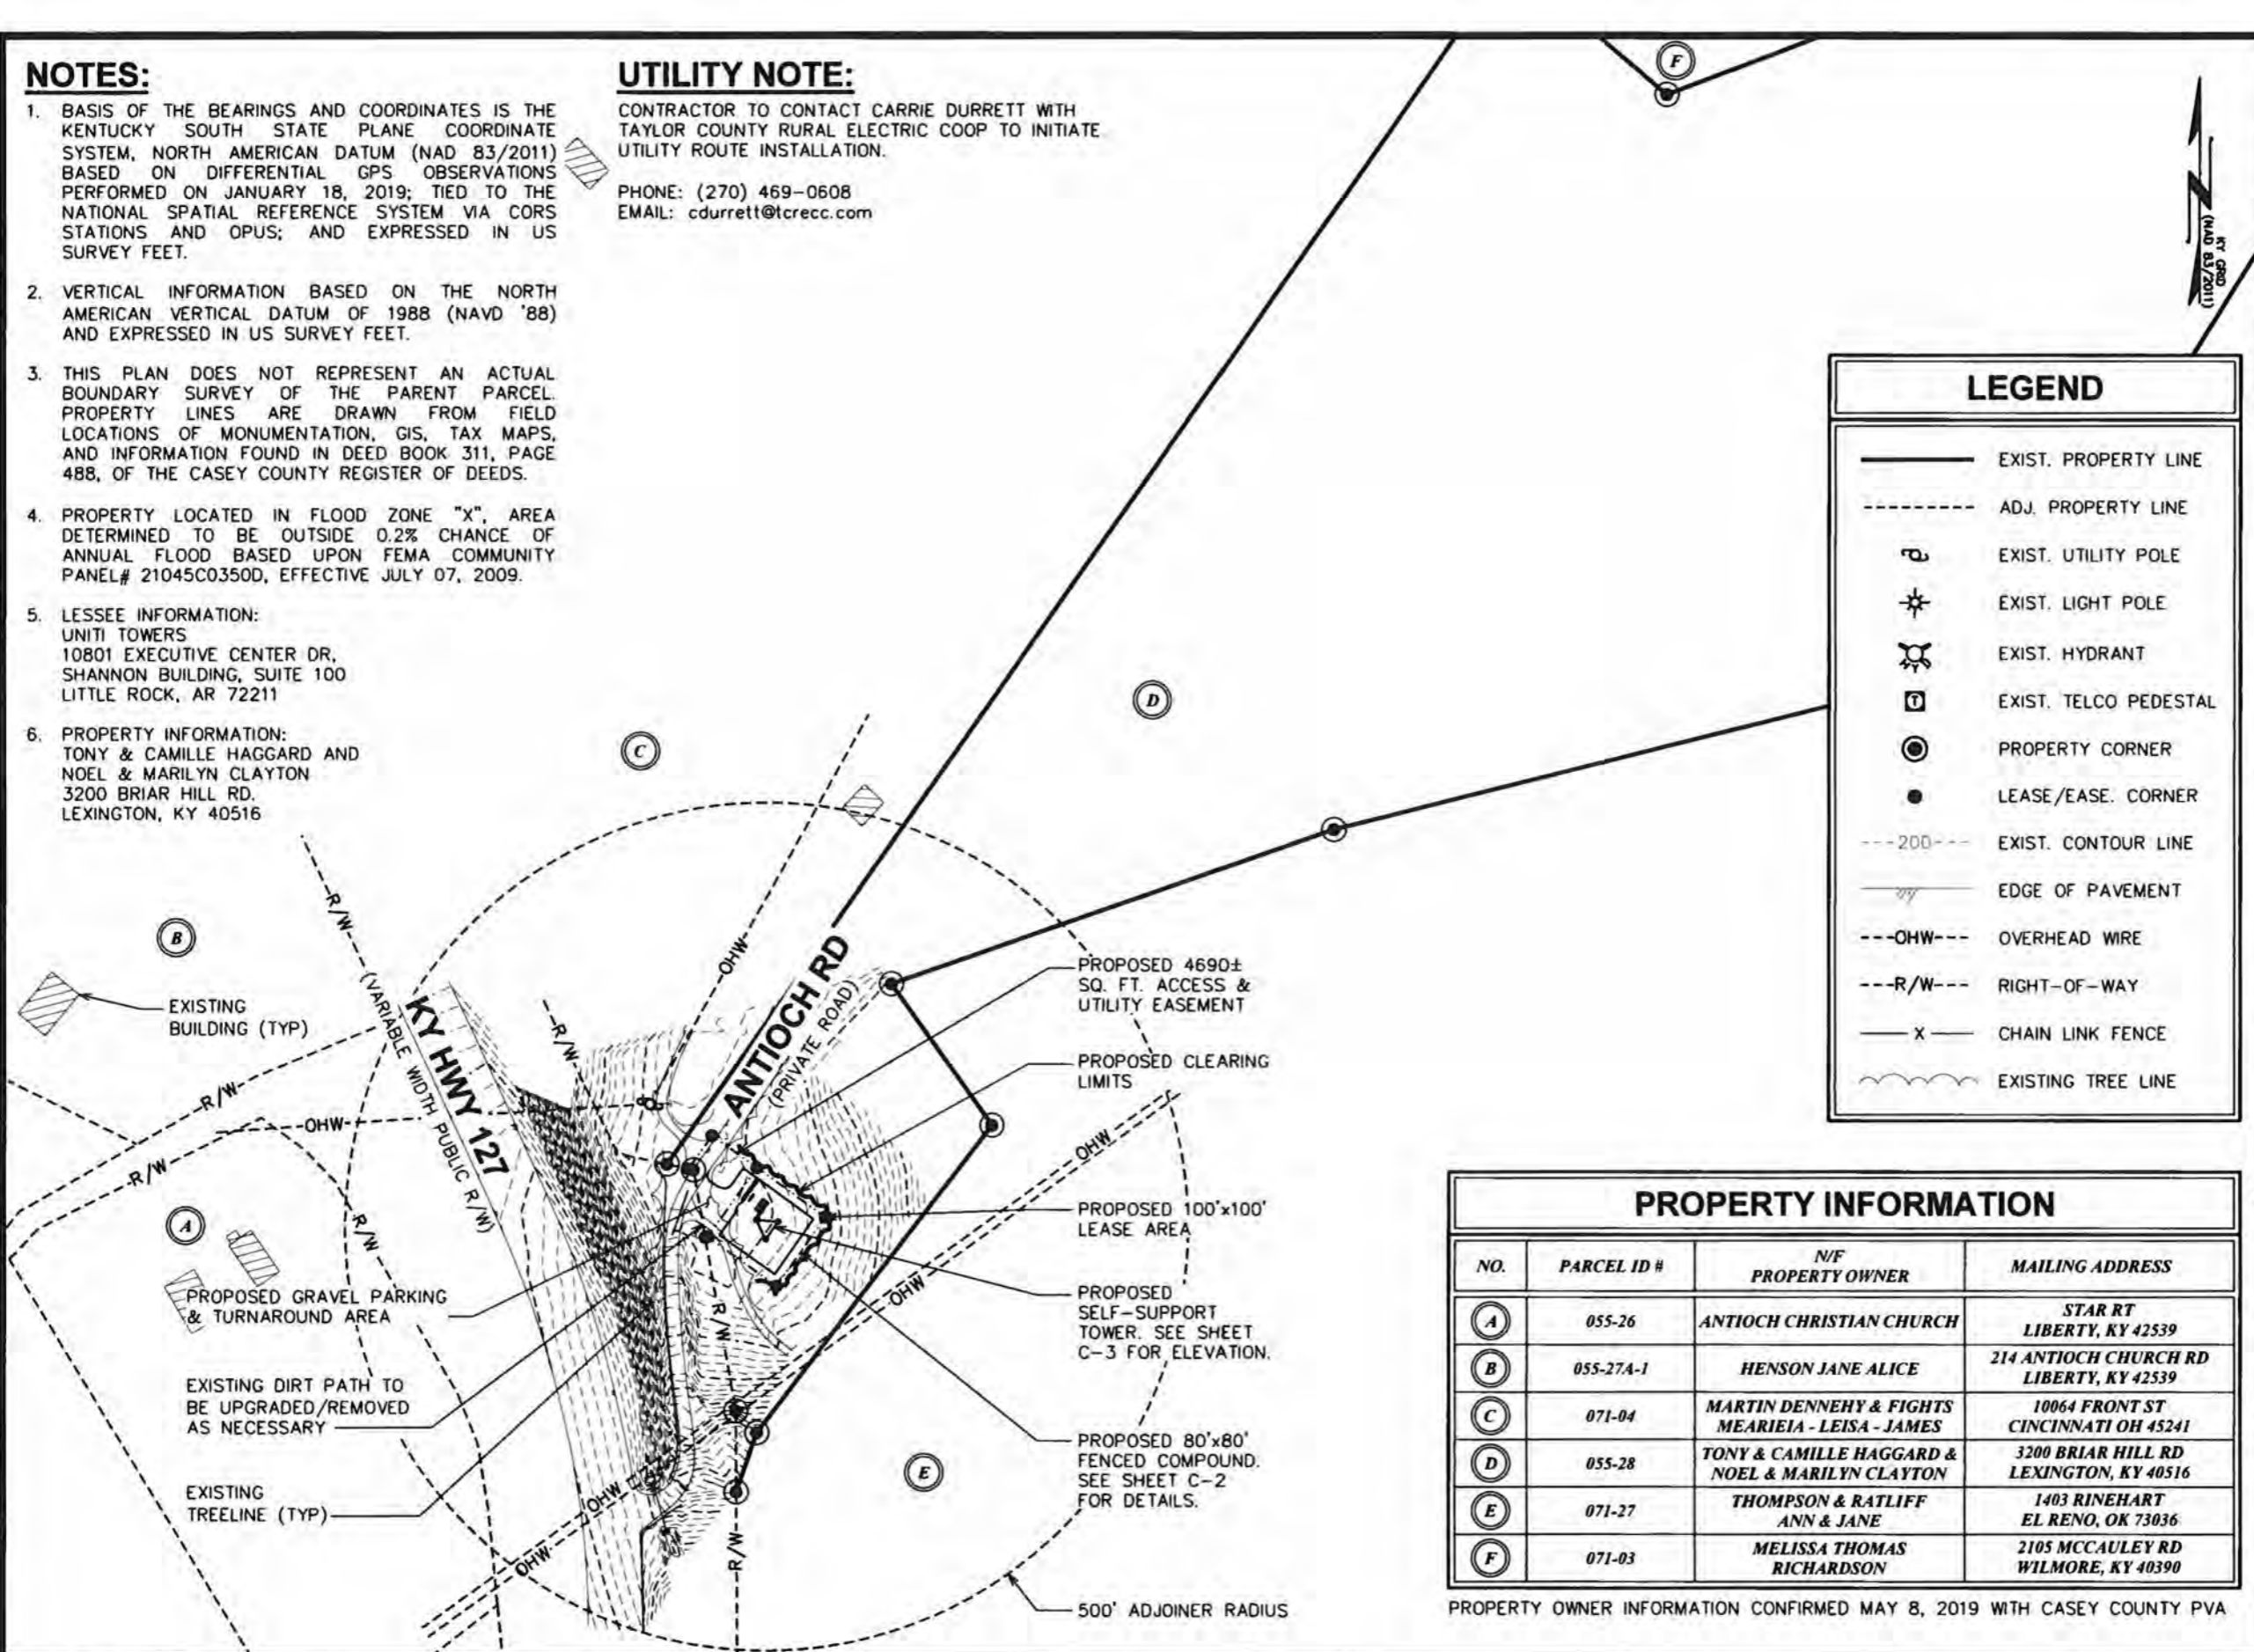 NOTES:
1. BASIS OF THE BEARINGS AND COORDINATES IS THE
KENTUCKY SOUTH STATE PLANE COORDINATE
SYSTEM, NORTH AMERICAN DATUM (NAD 83/2011)
BASED ON DIFFERENTIAL GPS OBSERVATIONS
PERFORMED ON JANUARY 18, 2019; TIED TO THE
NATIONAL SPATIAL REFERENCE SYSTEM VIA CORS
STATIONS AND OPUS; AND EXPRESSED IN US
SURVEY FEET.
2. VERTICAL INFORMATION BASED ON THE NORTH
AMERICAN VERTICAL DATUM OF 1988 (NAVD '88)
AND EXPRESSED IN US SURVEY FEET.
3. THIS PLAN DOES NOT REPRESENT AN ACTUAL
BOUNDARY SURVEY OF THE PARENT PARCEL.
PROPERTY LINES ARE DRAWN FROM FIELD
LOCATIONS OF MONUMENTATION, GIS, TAX MAPS,
AND INFORMATION FOUND IN DEED BOOK 311, PAGE
488, OF THE CASEY COUNTY REGISTER OF DEEDS.
4. PROPERTY LOCATED IN FLOOD ZONE "X", AREA
DETERMINED TO BE OUTSIDE 0.2% CHANCE OF
ANNUAL FLOOD BASED UPON FEMA COMMUNITY
PANEL# 21045C0350D, EFFECTIVE JULY 07, 2009.
5. LESSEE INFORMATION:
UNITI TOWERS
10801 EXECUTIVE CENTER DR,
SHANNON BUILDING, SUITE 100
LITTLE ROCK, AR 72211
6. PROPERTY INFORMATION:
TONY & CAMILLE HAGGARD AND
NOEL & MARILYN CLAYTON
3200 BRIAR HILL RD.
LEXINGTON, KY 40516
UTILITY NOTE:
CONTRACTOR TO CONTACT CARRIE DURRETT WITH
TAYLOR COUNTY RURAL ELECTRIC COOP TO INITIATE
UTILITY ROUTE INSTALLATION.
PHONE: (270) 469-0608
EMAIL: cdurrett@tcrecc.com
F
KY GRID
(NAD 83/2011)
LEGEND
EXIST. PROPERTY LINE
ADJ. PROPERTY LINE
EXIST. UTILITY POLE
EXIST. LIGHT POLE
EXIST. HYDRANT
T EXIST. TELCO PEDESTAL
PROPERTY CORNER
LEASE/EASE. CORNER
---200--- EXIST. CONTOUR LINE
EDGE OF PAVEMENT
---OHW--- OVERHEAD WIRE
---R/W--- RIGHT-OF-WAY
X CHAIN LINK FENCE
EXISTING TREE LINE
D
C
B
A
E
R/W
(VARIABLE WIDTH PUBLIC R/W)
KY HWY 127
R/W
OHW
ANTIOCH RD
(PRIVATE ROAD)
R/W
OHW
R/W
R/W
OHW
OHW
R/W
OHW
OHW
R/W
EXISTING
BUILDING (TYP)
PROPOSED GRAVEL PARKING
& TURNAROUND AREA
EXISTING DIRT PATH TO
BE UPGRADED/REMOVED
AS NECESSARY
EXISTING
TREELINE (TYP)
PROPOSED 4690±
SQ. FT. ACCESS &
UTILITY EASEMENT
PROPOSED CLEARING
LIMITS
PROPOSED 100'x100'
LEASE AREA
PROPOSED
SELF-SUPPORT
TOWER. SEE SHEET
C-3 FOR ELEVATION.
PROPOSED 80'x80'
FENCED COMPOUND.
SEE SHEET C-2
FOR DETAILS.
500' ADJOINER RADIUS
PROPERTY INFORMATION
NO. PARCEL ID # N/F PROPERTY OWNER MAILING ADDRESS
A 055-26 ANTIOCH CHRISTIAN CHURCH STAR RT
LIBERTY, KY 42539
B 055-27A-1 HENSON JANE ALICE 214 ANTIOCH CHURCH RD
LIBERTY, KY 42539
C 071-04 MARTIN DENNEHY & FIGHTS 10064 FRONT ST
MEARIEIA - LEISA - JAMES CINCINNATI OH 45241
D 055-28 TONY & CAMILLE HAGGARD & 3200 BRIAR HILL RD
NOEL & MARILYN CLAYTON LEXINGTON, KY 40516
E 071-27 THOMPSON & RATLIFF 1403 RINEHART
ANN & JANE EL RENO, OK 73036
F 071-03 MELISSA THOMAS 2105 MCCAULEY RD
RICHARDSON WILMORE, KY 40390
PROPERTY OWNER INFORMATION CONFIRMED MAY 8, 2019 WITH CASEY COUNTY PVA